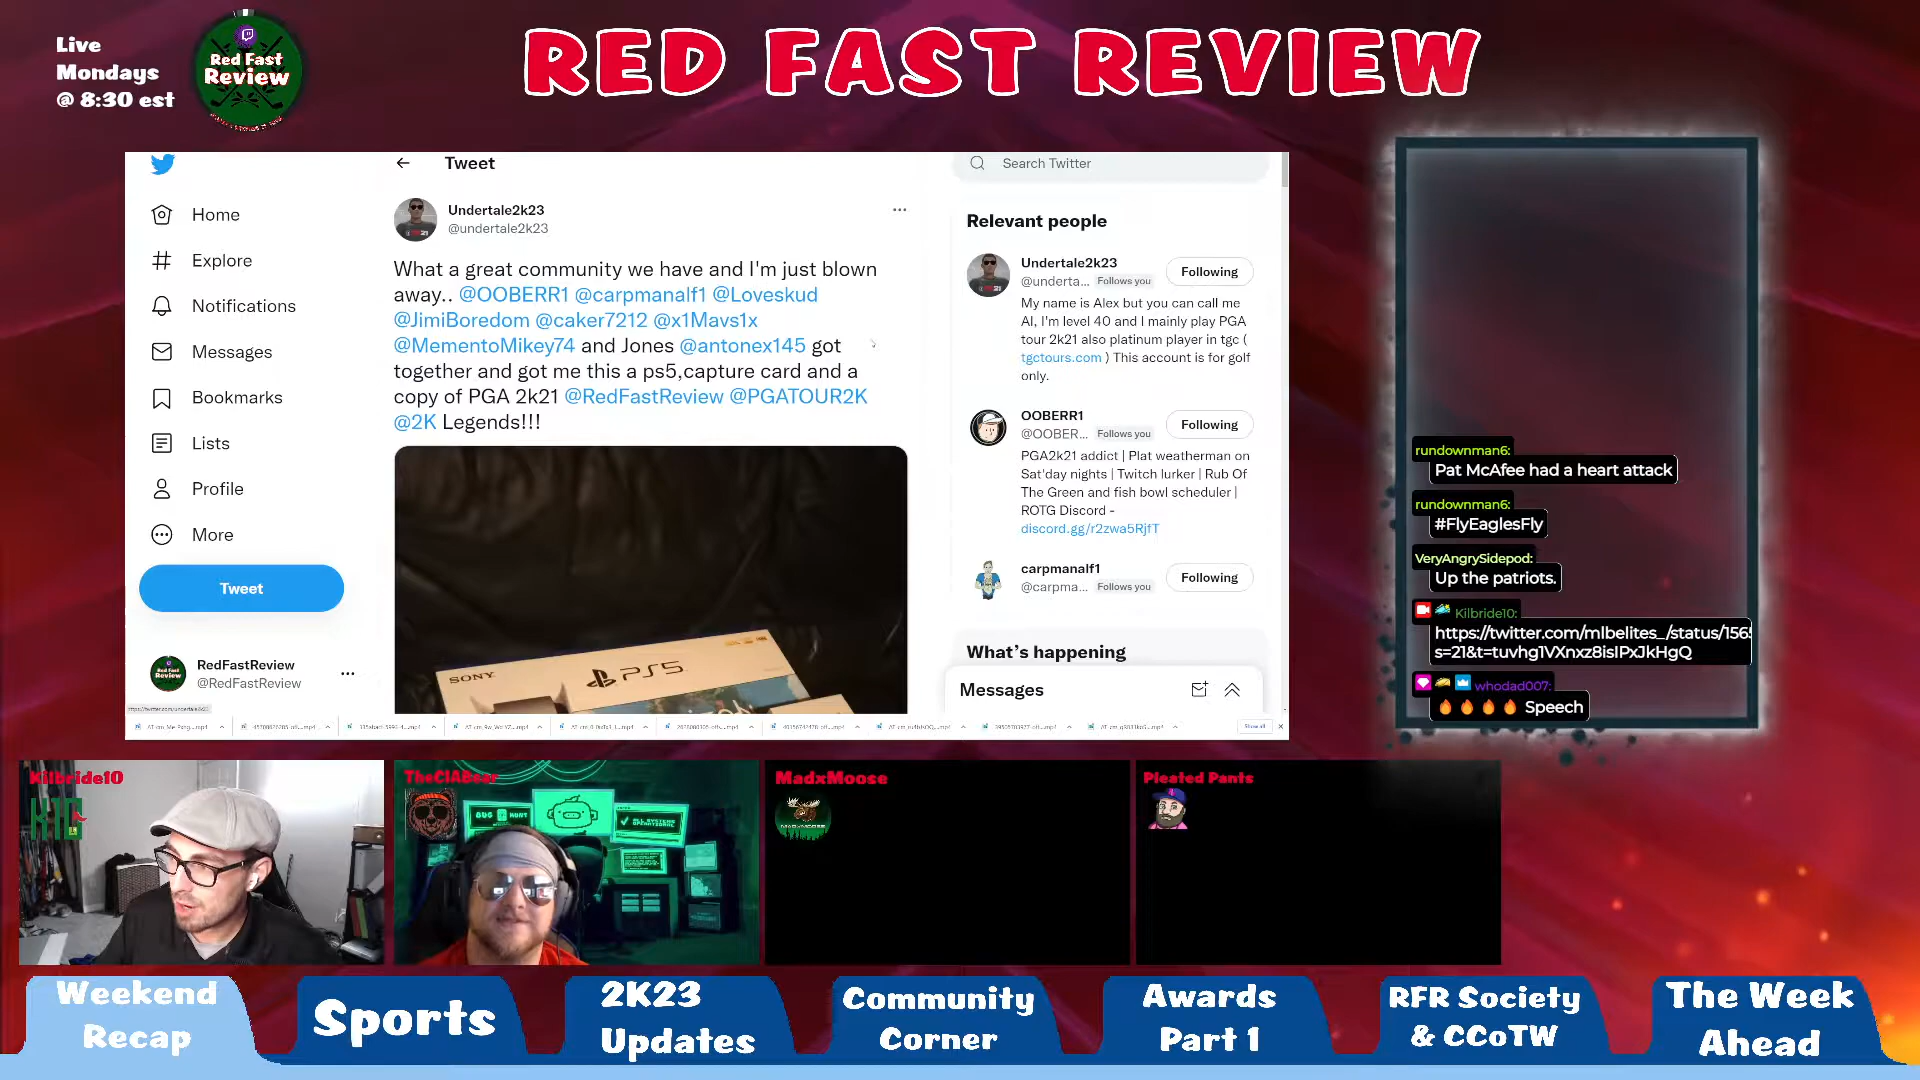 Live
Mondays
@ 8:30 est
Red Fast
Review
RED FAST REVIEW
Tweet
Search Twitter
Home
Explore
Notifications
Messages
Bookmarks
Lists
Profile
More
Tweet
RedFastReview
@RedFastReview
Undertale2k23
@undertale2k23
What a great community we have and I'm just blown
away.. @OOBERR1 @carpmanalf1 @Loveskud
@JimiBoredom @caker7212 @x1Mavs1x
@MementoMikey74 and Jones @antonex145 got
together and got me this a ps5,capture card and a
copy of PGA 2k21 @RedFastReview @PGATOUR2K
@2K Legends!!!
SONY
PS5
Relevant people
Undertale2k23
@underta... Follows you
Following
My name is Alex but you can call me
Al, I'm level 40 and I mainly play PGA
tour 2k21 also platinum player in tgc (
tgctours.com ) This account is for golf
only.
OOBERR1
@OOBER... Follows you
Following
PGA2k21 addict | Plat weatherman on
Sat'day nights | Twitch lurker | Rub Of
The Green and fish bowl scheduler |
ROTG Discord -
discord.gg/r2zwa5RjfT
carpmanalf1
@carpma... Follows you
Following
What's happening
Messages
Show all
rundownman6:
Pat McAfee had a heart attack
rundownman6:
#FlyEaglesFly
VeryAngrySidepod:
Up the patriots.
Kilbride10:
https://twitter.com/mlbelites_/status/156
s=21&t=tuvhg1VXnxz8isIPxJkHgQ
whodad007:
🔥🔥🔥🔥 Speech
Kilbride10
K10
TheCIABear
BUG HUNT
ALL SYSTEMS
MadxMoose
MADXMOOSE
Pleated Pants
Weekend
Recap
Sports
2K23
Updates
Community
Corner
Awards
Part 1
RFR Society
& CCoTW
The Week
Ahead